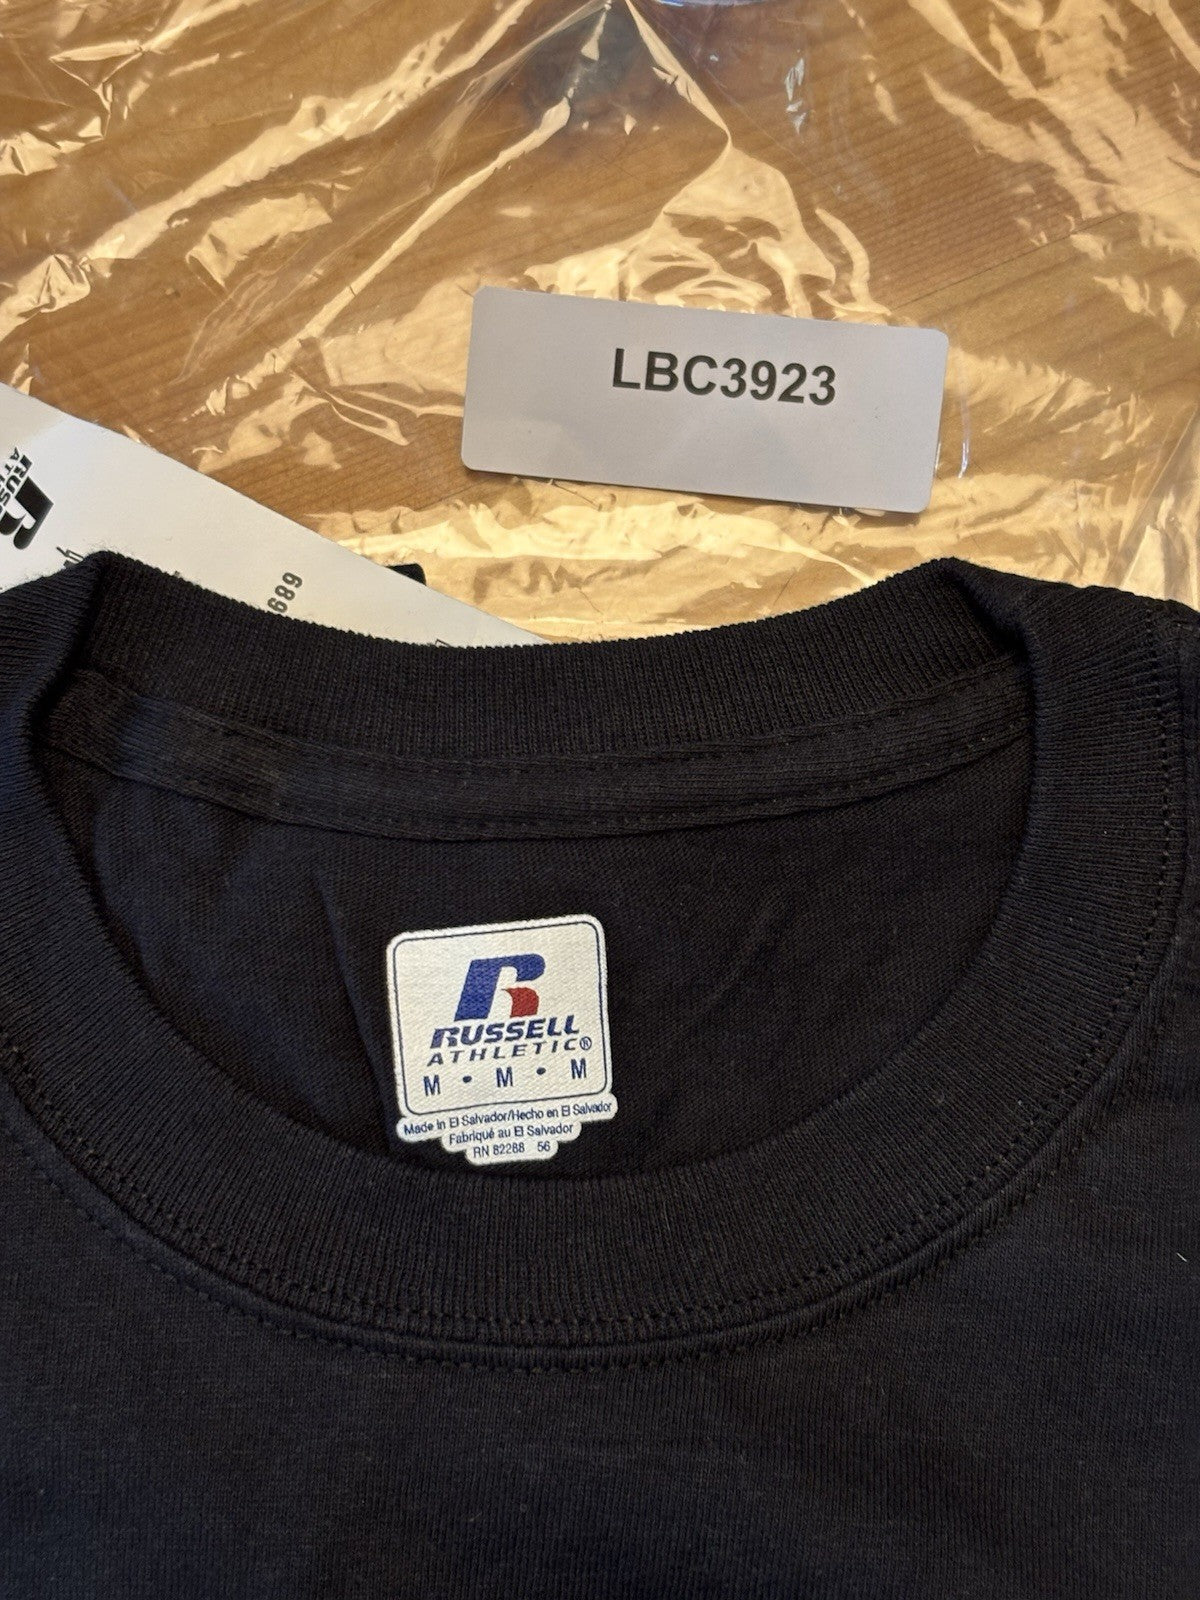 LBC3923
RUSSELL
689
RUSSELL
ATHLETIC®
M • M • M
Made in El Salvador/Hecho en El Salvador
Fabriqué au El Salvador
RN 82288 56